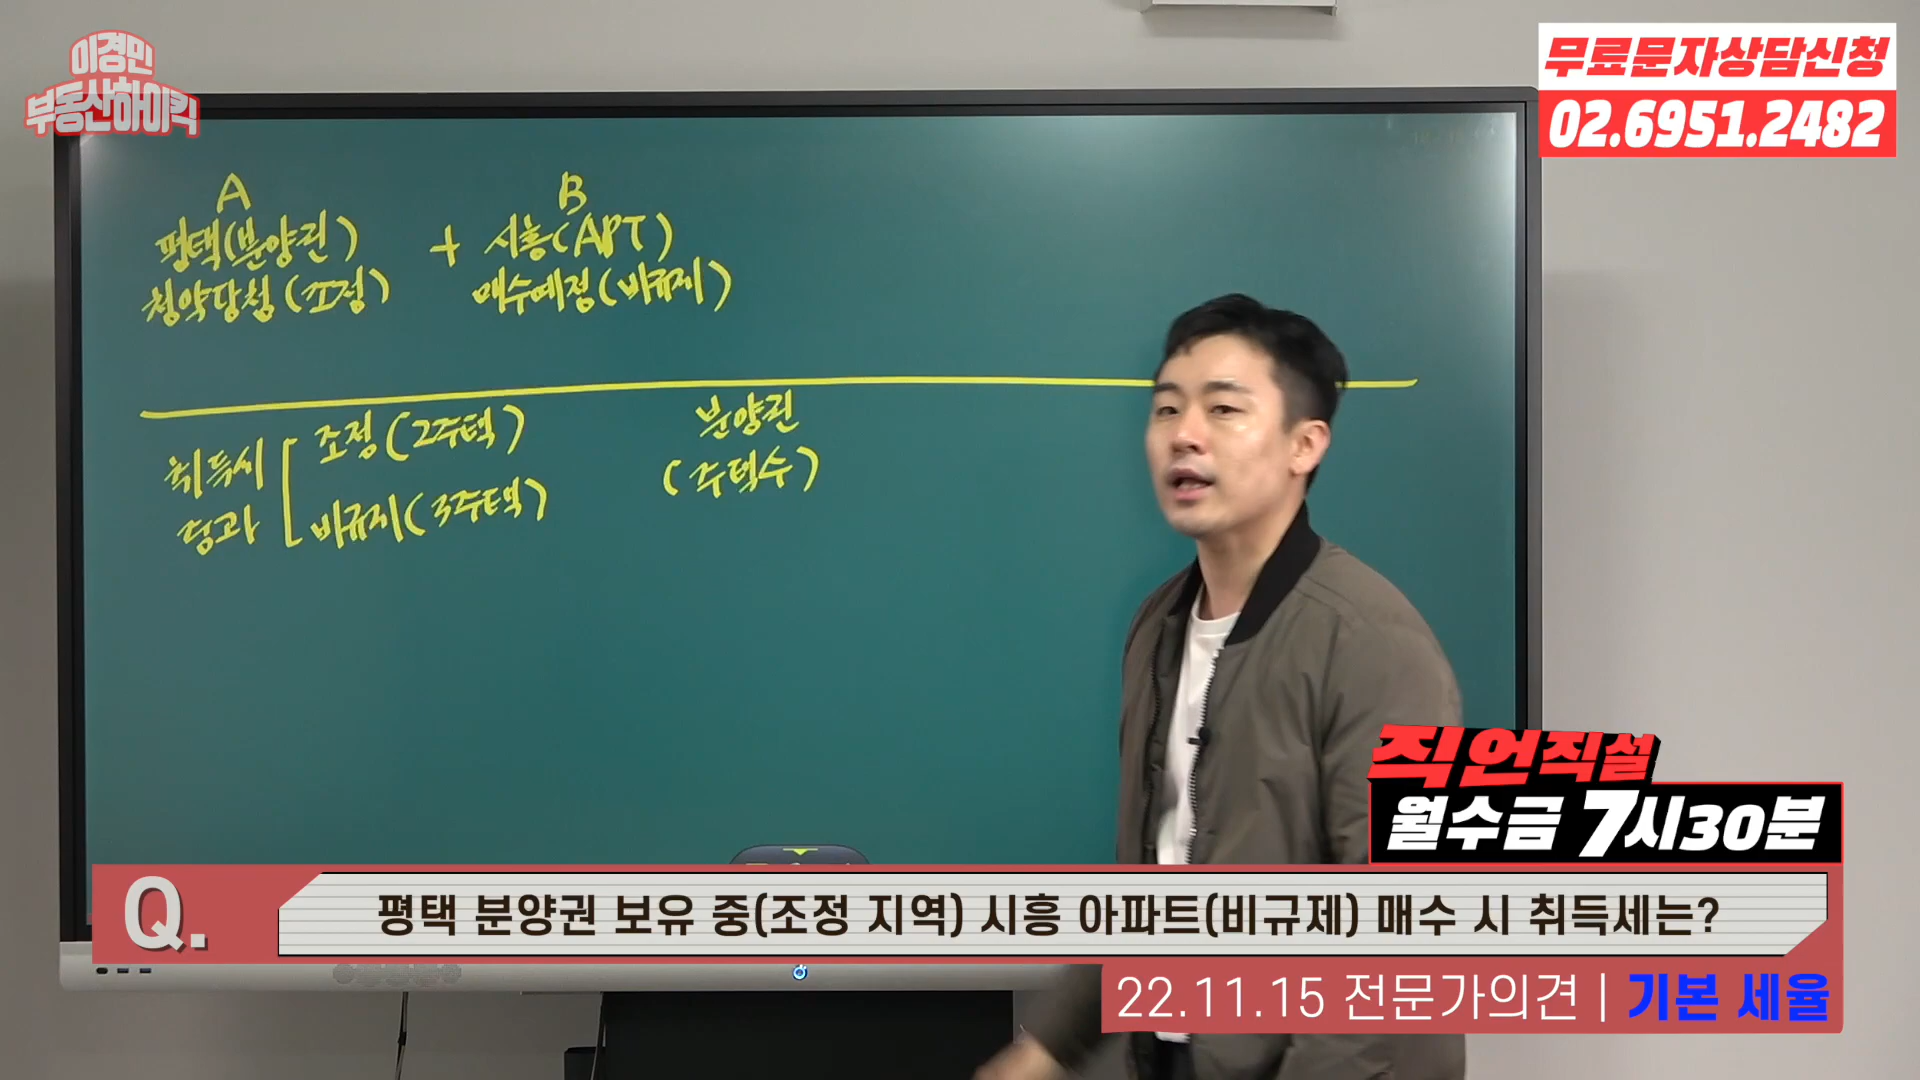 이경민
부동산하이킥
무료문자상담신청
02.6951.2482
A
평택(분양권)
청약당첨(조정)
+
B
시흥(APT)
매수예정(비규제)
취득시
중과
조정(2주택)
비규제(3주택)
분양권
(주택수)
직언직설
월수금 7시30분
Q.
평택 분양권 보유 중(조정 지역) 시흥 아파트(비규제) 매수 시 취득세는?
22.11.15 전문가의견 | 기본 세율